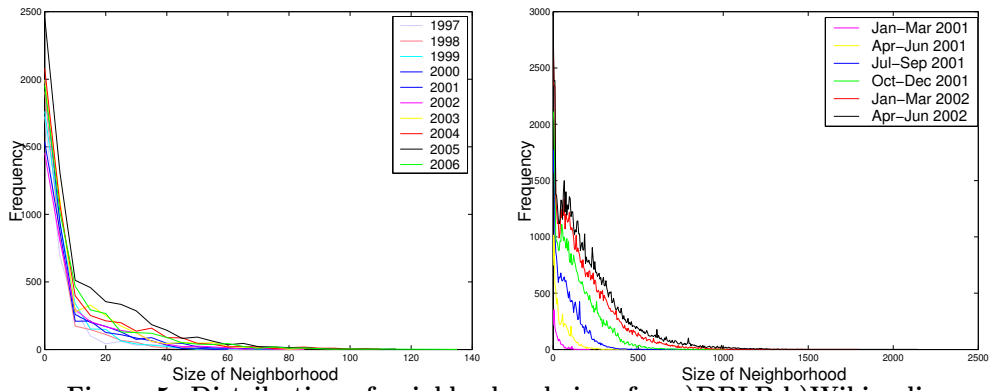 2500
2000
1500
1000
500
0
0 20 40 60 80 100 120 140
Frequency
Size of Neighborhood
1997
1998
1999
2000
2001
2002
2003
2004
2005
2006
3000
2500
2000
1500
1000
500
0
0 500 1000 1500 2000 2500
Frequency
Size of Neighborhood
Jan-Mar 2001
Apr-Jun 2001
Jul-Sep 2001
Oct-Dec 2001
Jan-Mar 2002
Apr-Jun 2002